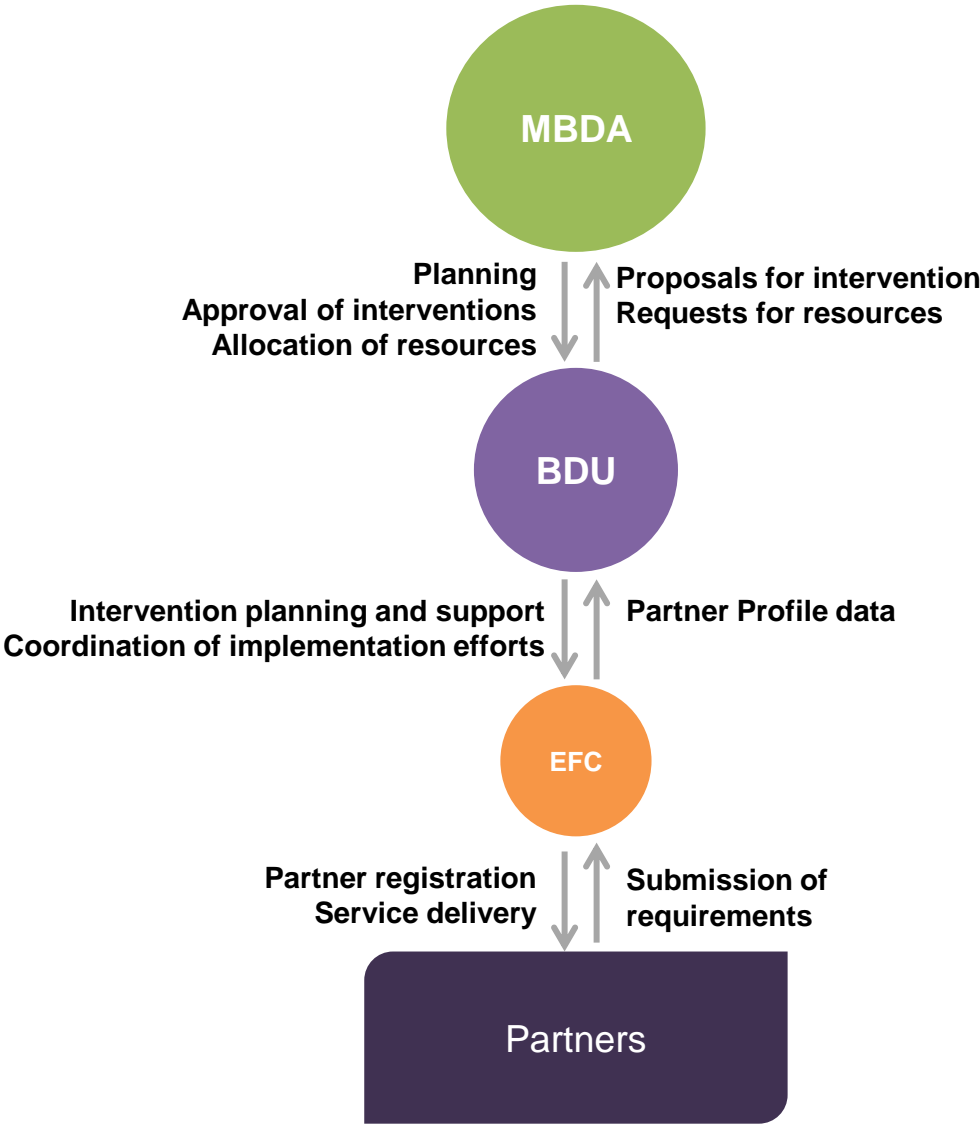 MBDA
Planning
Approval of interventions
Allocation of resources
Proposals for intervention
Requests for resources
BDU
Intervention planning and support
Coordination of implementation efforts
Partner Profile data
EFC
Partner registration
Service delivery
Submission of
requirements
Partners